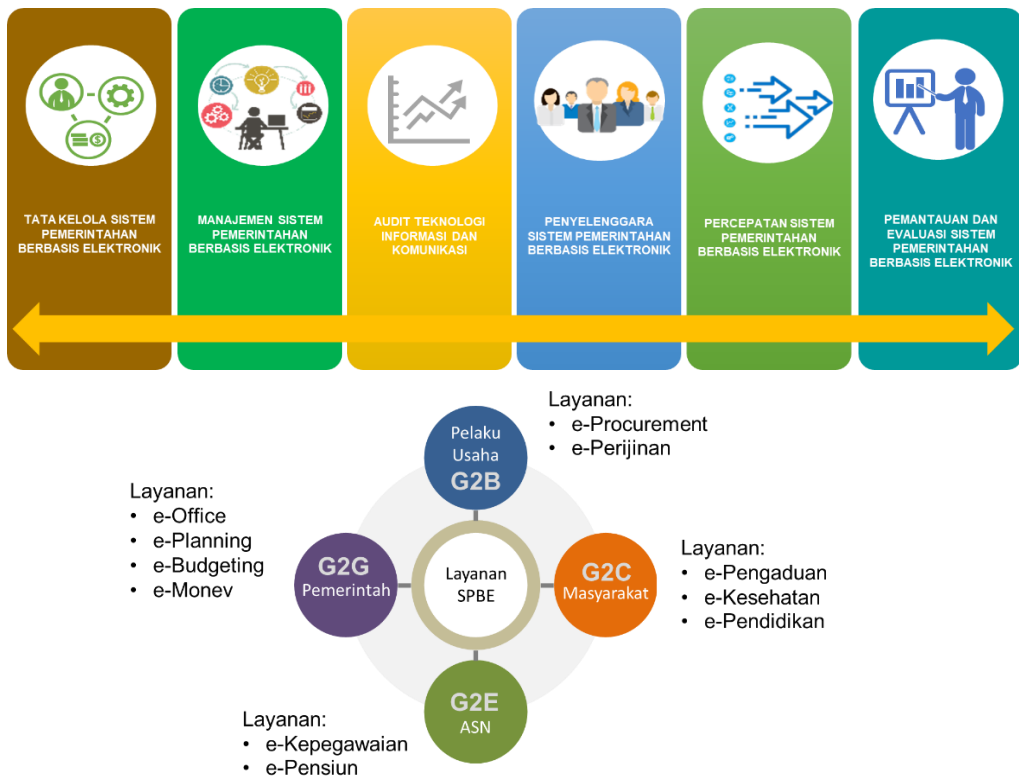 TATA KELOLA SISTEM
PEMERINTAHAN
BERBASIS ELEKTRONIK
MANAJEMEN SISTEM
PEMERINTAHAN
BERBASIS ELEKTRONIK
AUDIT TEKNOLOGI
INFORMASI DAN
KOMUNIKASI
PENYELENGGARA
SISTEM PEMERINTAHAN
BERBASIS ELEKTRONIK
PERCEPATAN SISTEM
PEMERINTAHAN
BERBASIS ELEKTRONIK
PEMANTAUAN DAN
EVALUASI SISTEM
PEMERINTAHAN
BERBASIS ELEKTRONIK
Layanan:
• e-Procurement
• e-Perijinan
Pelaku
Usaha
G2B
Layanan:
• e-Office
• e-Planning
• e-Budgeting
• e-Monev
G2G
Pemerintah
Layanan
SPBE
G2C
Masyarakat
Layanan:
• e-Pengaduan
• e-Kesehatan
• e-Pendidikan
G2E
ASN
Layanan:
• e-Kepegawaian
• e-Pensiun